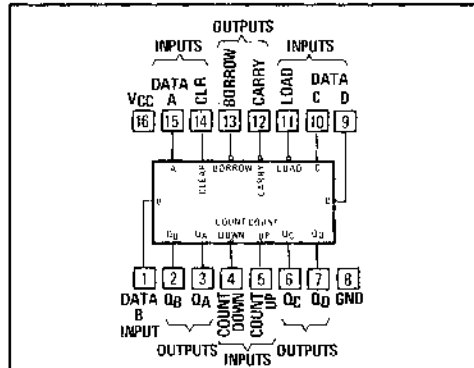 OUTPUTS
INPUTS INPUTS
VCC DATA A CLR BORROW CARRY LOAD DATA C DATA D
16 15 14 13 12 11 10 9
A CLEAR BORROW CARRY LOAD C
B D
COUNT COUNT
QB QA DOWN UP QC QD
1 2 3 4 5 6 7 8
DATA B INPUT QB QA COUNT DOWN COUNT UP QC QD GND
OUTPUTS INPUTS OUTPUTS